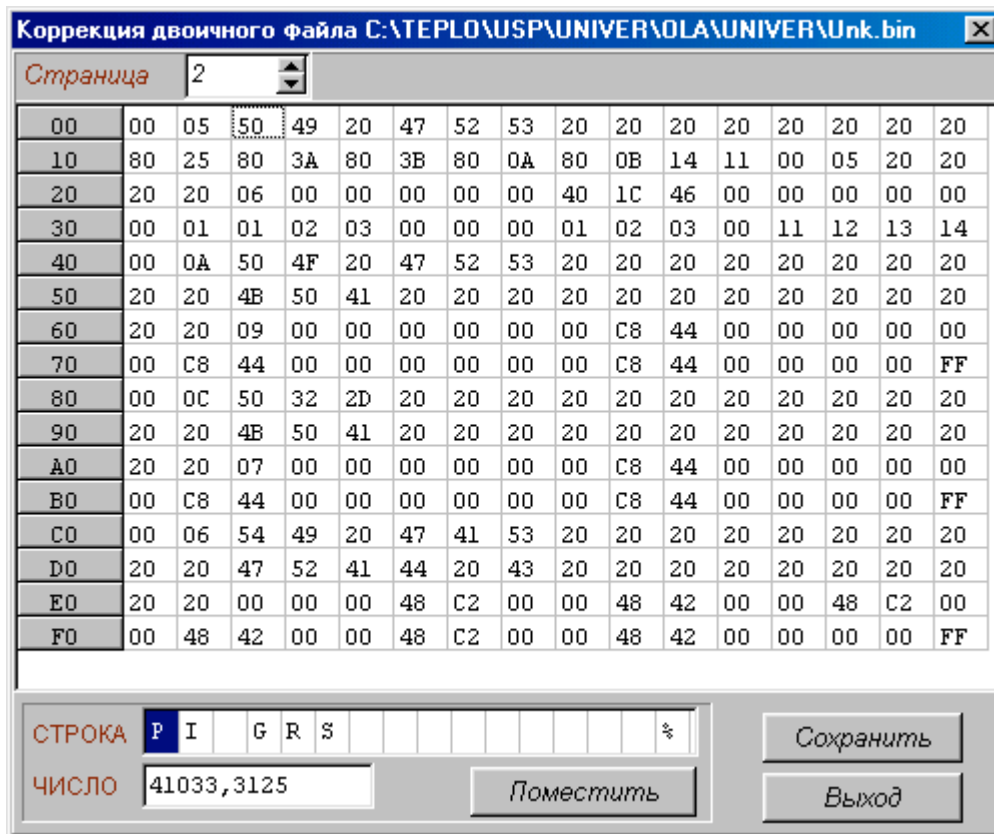 Коррекция двоичного файла C:\TEPLO\USP\UNIVER\OLA\UNIVER\Unk.bin
Страница 2
00 00 05 50 49 20 47 52 53 20 20 20 20 20 20 20 20
10 80 25 80 3A 80 3B 80 0A 80 0B 14 11 00 05 20 20
20 20 20 06 00 00 00 00 00 00 40 1C 46 00 00 00 00
30 00 01 01 02 03 00 00 00 01 02 03 00 11 12 13 14
40 00 0A 50 4F 20 47 52 53 20 20 20 20 20 20 20 20
50 20 20 4B 50 41 20 20 20 20 20 20 20 20 20 20 20
60 20 20 09 00 00 00 00 00 00 C8 44 00 00 00 00 00
70 00 C8 44 00 00 00 00 00 00 C8 44 00 00 00 00 FF
80 00 0C 50 32 2D 20 20 20 20 20 20 20 20 20 20 20
90 20 20 4B 50 41 20 20 20 20 20 20 20 20 20 20 20
A0 20 20 07 00 00 00 00 00 00 C8 44 00 00 00 00 00
B0 00 C8 44 00 00 00 00 00 00 C8 44 00 00 00 00 FF
C0 00 06 54 49 20 47 41 53 20 20 20 20 20 20 20 20
D0 20 20 47 52 41 44 20 43 20 20 20 20 20 20 20 20
E0 20 20 00 00 00 48 C2 00 00 48 42 00 00 48 C2 00
F0 00 48 42 00 00 48 C2 00 00 48 42 00 00 00 00 FF
СТРОКА P I G R S %
ЧИСЛО 41033,3125
Поместить
Сохранить
Выход